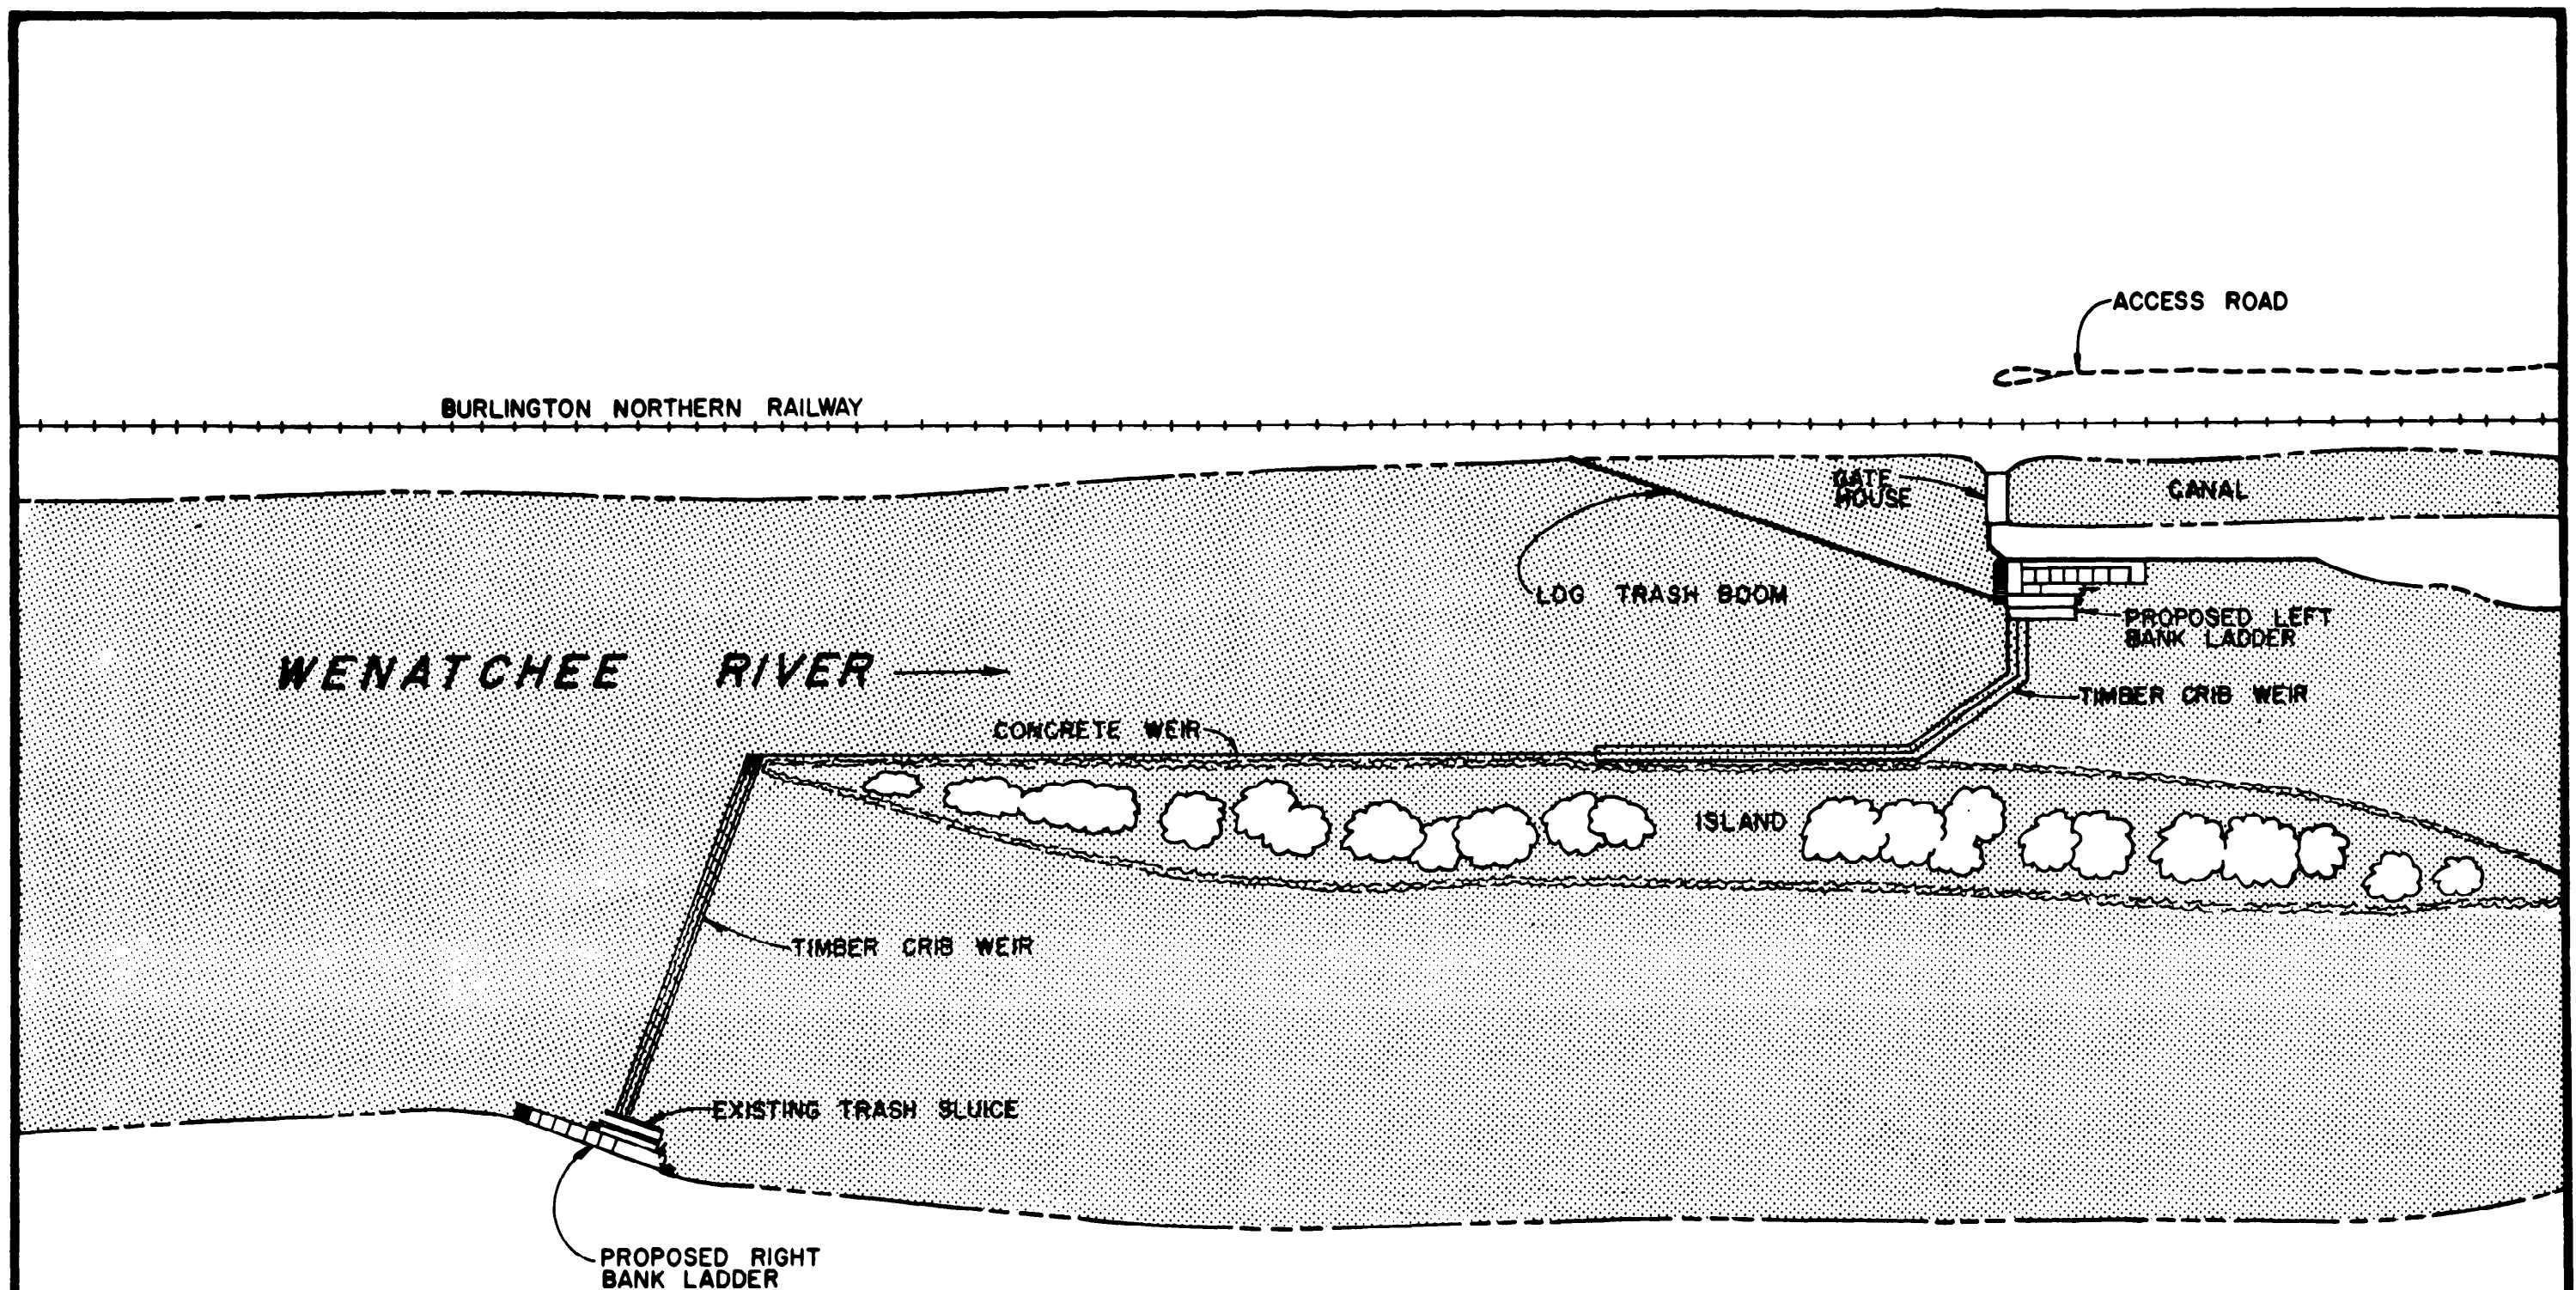 ACCESS ROAD
BURLINGTON NORTHERN RAILWAY
GATE
HOUSE
CANAL
LOG TRASH BOOM
PROPOSED LEFT
BANK LADDER
WENATCHEE RIVER
TIMBER CRIB WEIR
CONCRETE WEIR
ISLAND
TIMBER CRIB WEIR
EXISTING TRASH SLUICE
PROPOSED RIGHT
BANK LADDER